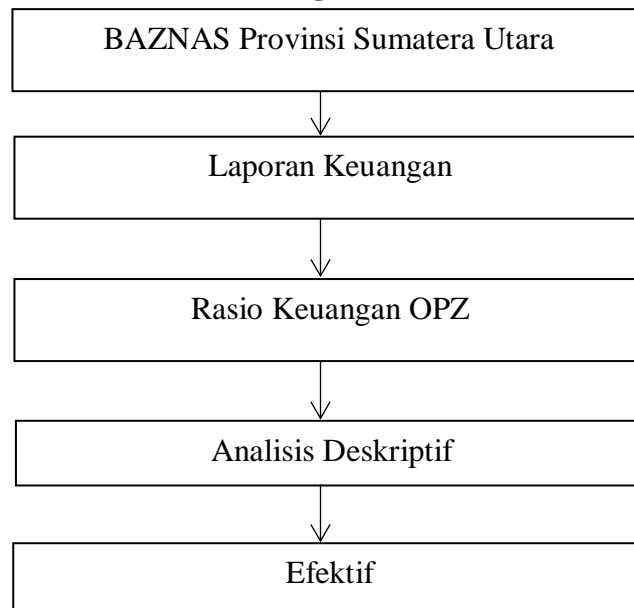 BAZNAS Provinsi Sumatera Utara
Laporan Keuangan
Rasio Keuangan OPZ
Analisis Deskriptif
Efektif